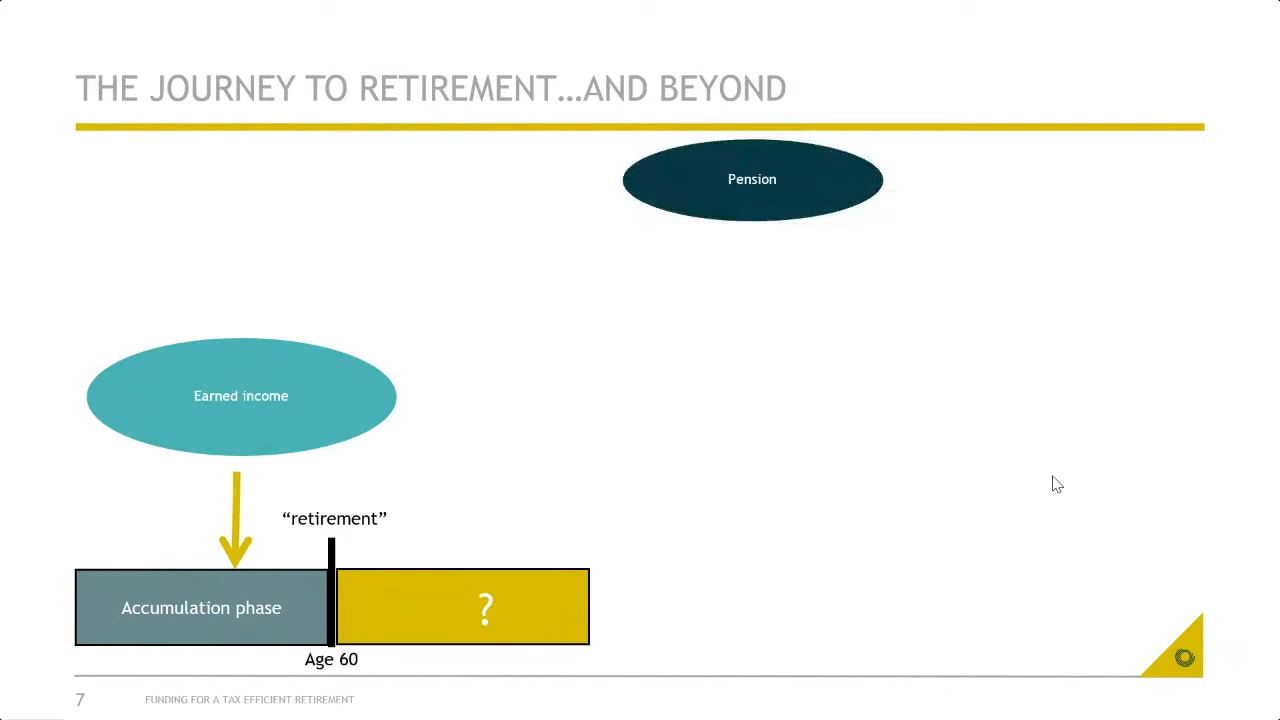 THE JOURNEY TO RETIREMENT…AND BEYOND
Pension
Earned income
“retirement”
Accumulation phase
?
Age 60
7
FUNDING FOR A TAX EFFICIENT RETIREMENT